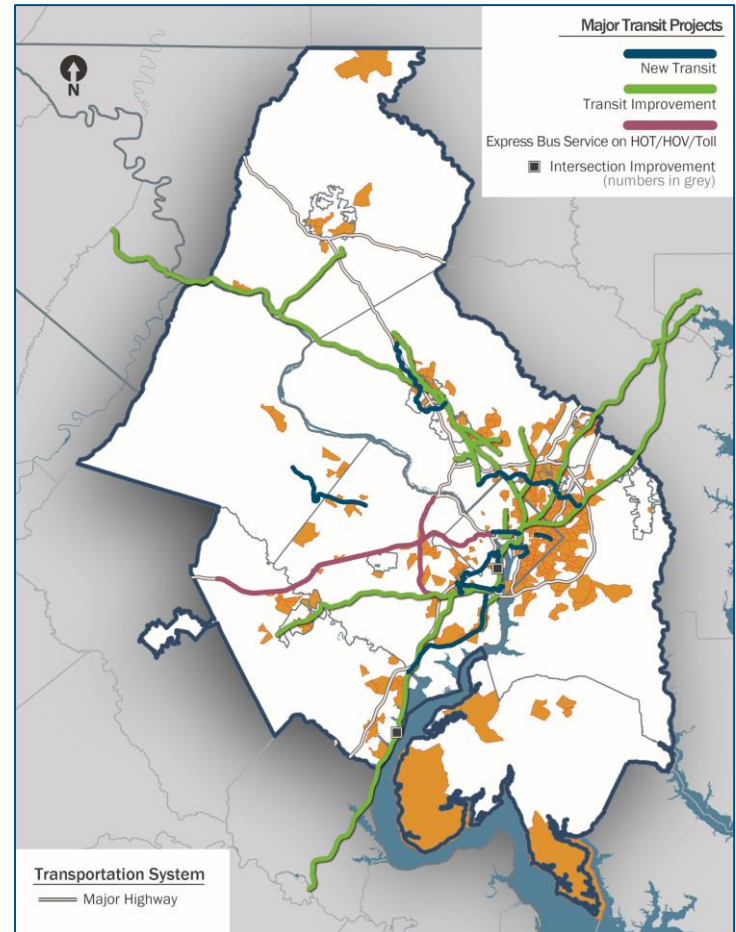 Major Transit Projects
New Transit
Transit Improvement
Express Bus Service on HOT/HOV/Toll
Intersection Improvement
(numbers in grey)
N
Transportation System
Major Highway